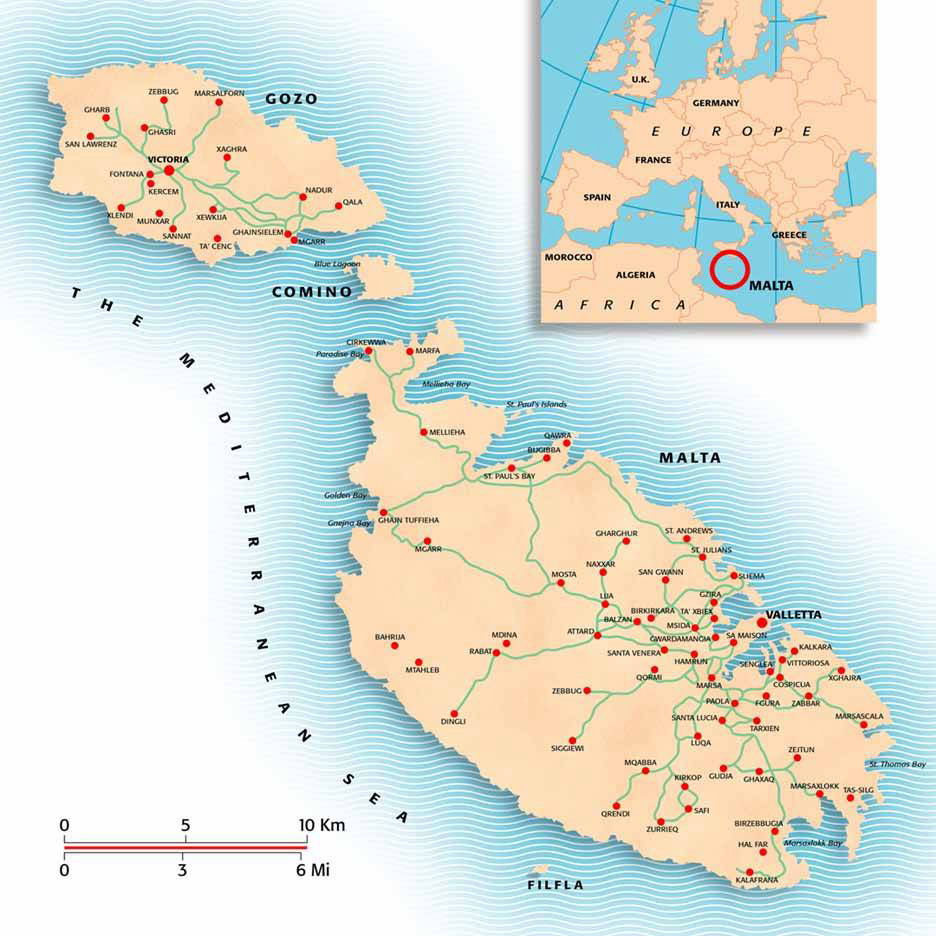 GOZO
ZEBBUG
MARSALFORN
GHARB
GHASRI
SAN LAWRENZ
XAGHRA
VICTORIA
FONTANA
KERCEM
NADUR
QALA
XLENDI
MUNXAR
XEWKIJA
SANNAT
GHAJNSIELEM
TA' CENC
MGARR
Blue Lagoon
COMINO
U.K.
GERMANY
EUROPE
FRANCE
SPAIN
ITALY
GREECE
MOROCCO
ALGERIA
MALTA
AFRICA
THE MEDITERRANEAN SEA
CIRKEWWA
Paradise Bay
MARFA
Mellieha Bay
St. Paul's Islands
MELLIEHA
QAWRA
BUGIBBA
MALTA
ST. PAUL'S BAY
Golden Bay
GHAIN TUFFIEHA
Gnejna Bay
MGARR
GHARGHUR
ST. ANDREWS
ST. JULIANS
NAXXAR
MOSTA
SAN GWANN
SLIEMA
LIJA
GZIRA
BIRKIRKARA
TA' XBIEX
VALLETTA
BALZAN
MSIDA
ATTARD
GWARDAMANGIA
SA MAISON
BAHRIJA
MDINA
RABAT
SANTA VENERA
HAMRUN
KALKARA
SENGLEA
VITTORIOSA
MTAHLEB
QORMI
MARSA
COSPICUA
XGHAJRA
ZEBBUG
PAOLA
FGURA
ZABBAR
DINGLI
SANTA LUCIA
TARXIEN
MARSASCALA
SIGGIEWI
LUQA
ZEJTUN
St. Thomas Bay
MQABBA
KIRKOP
GUDJA
GHAXAQ
MARSAXLOKK
TAS-SILG
QRENDI
SAFI
ZURRIEQ
BIRZEBBUGIA
HAL FAR
Marsaxlokk Bay
KALAFRANA
FILFLA
0 5 10 Km
0 3 6 Mi